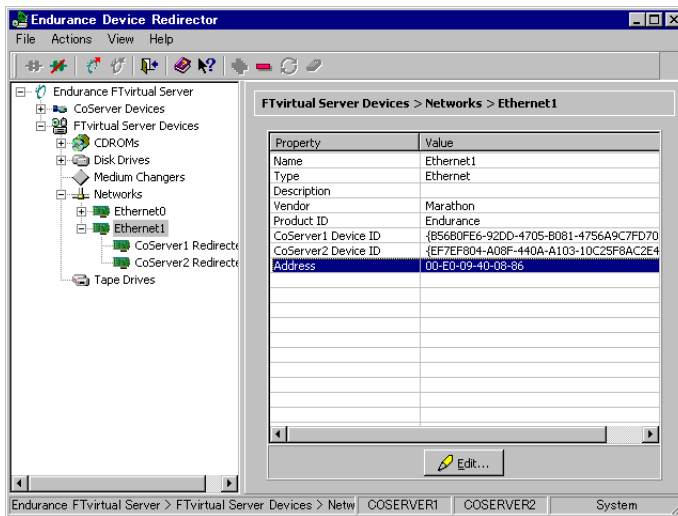 Endurance Device Redirector
File Actions View Help
Endurance FTvirtual Server
CoServer Devices
FTvirtual Server Devices
CDROMs
Disk Drives
Medium Changers
Networks
Ethernet0
Ethernet1
CoServer1 Redirecte
CoServer2 Redirecte
Tape Drives
FTvirtual Server Devices > Networks > Ethernet1
Property Value
Name Ethernet1
Type Ethernet
Description
Vendor Marathon
Product ID Endurance
CoServer1 Device ID {B56B0FE6-92DD-4705-B081-4756A9C7FD70
CoServer2 Device ID {EF7EF804-A08F-440A-A103-10C25F8AC2E4
Address 00-E0-09-40-08-86
Edit...
Endurance FTvirtual Server > FTvirtual Server Devices > Netw COSERVER1 COSERVER2 System